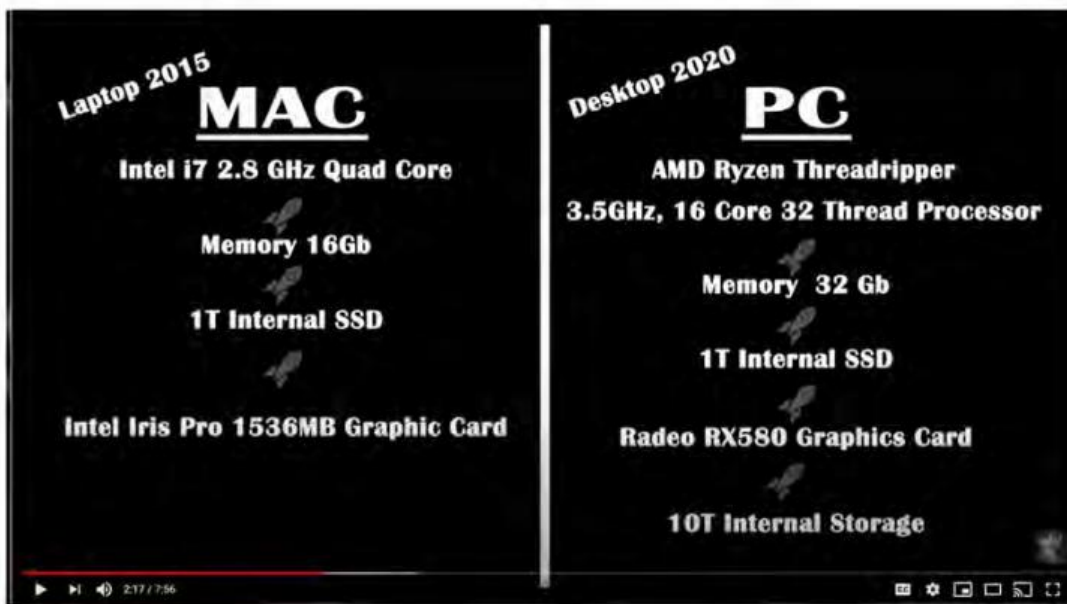 Laptop 2015
MAC
Intel i7 2.8 GHz Quad Core
Memory 16Gb
1T Internal SSD
Intel Iris Pro 1536MB Graphic Card
Desktop 2020
PC
AMD Ryzen Threadripper
3.5GHz, 16 Core 32 Thread Processor
Memory 32 Gb
1T Internal SSD
Radeo RX580 Graphics Card
10T Internal Storage
2:17 / 7:56